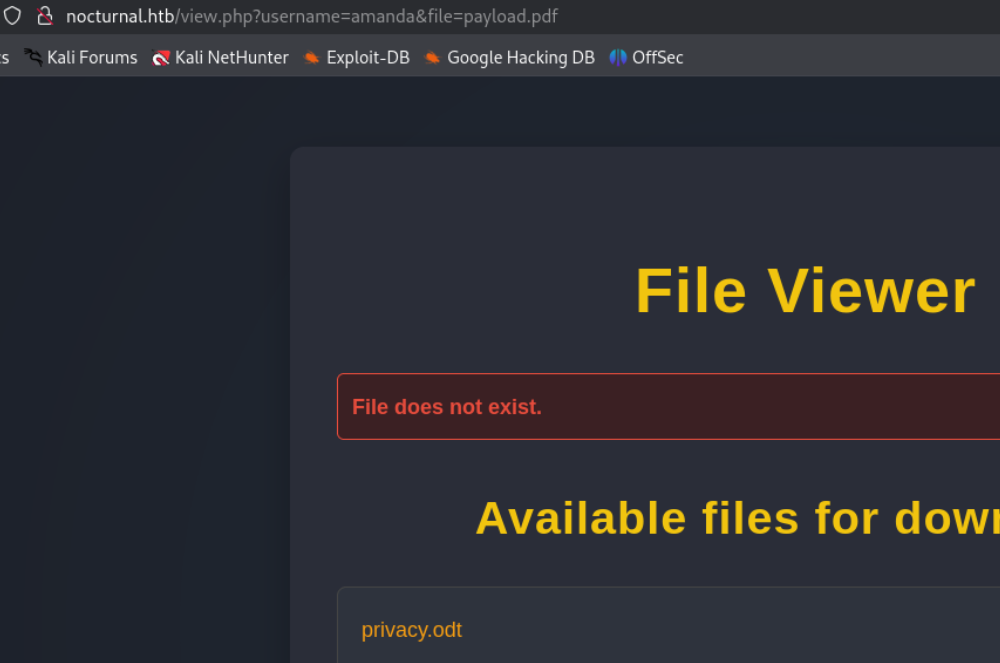 nocturnal.htb/view.php?username=amanda&file=payload.pdf
s Kali Forums Kali NetHunter Exploit-DB Google Hacking DB OffSec
File Viewer
File does not exist.
Available files for dow
privacy.odt